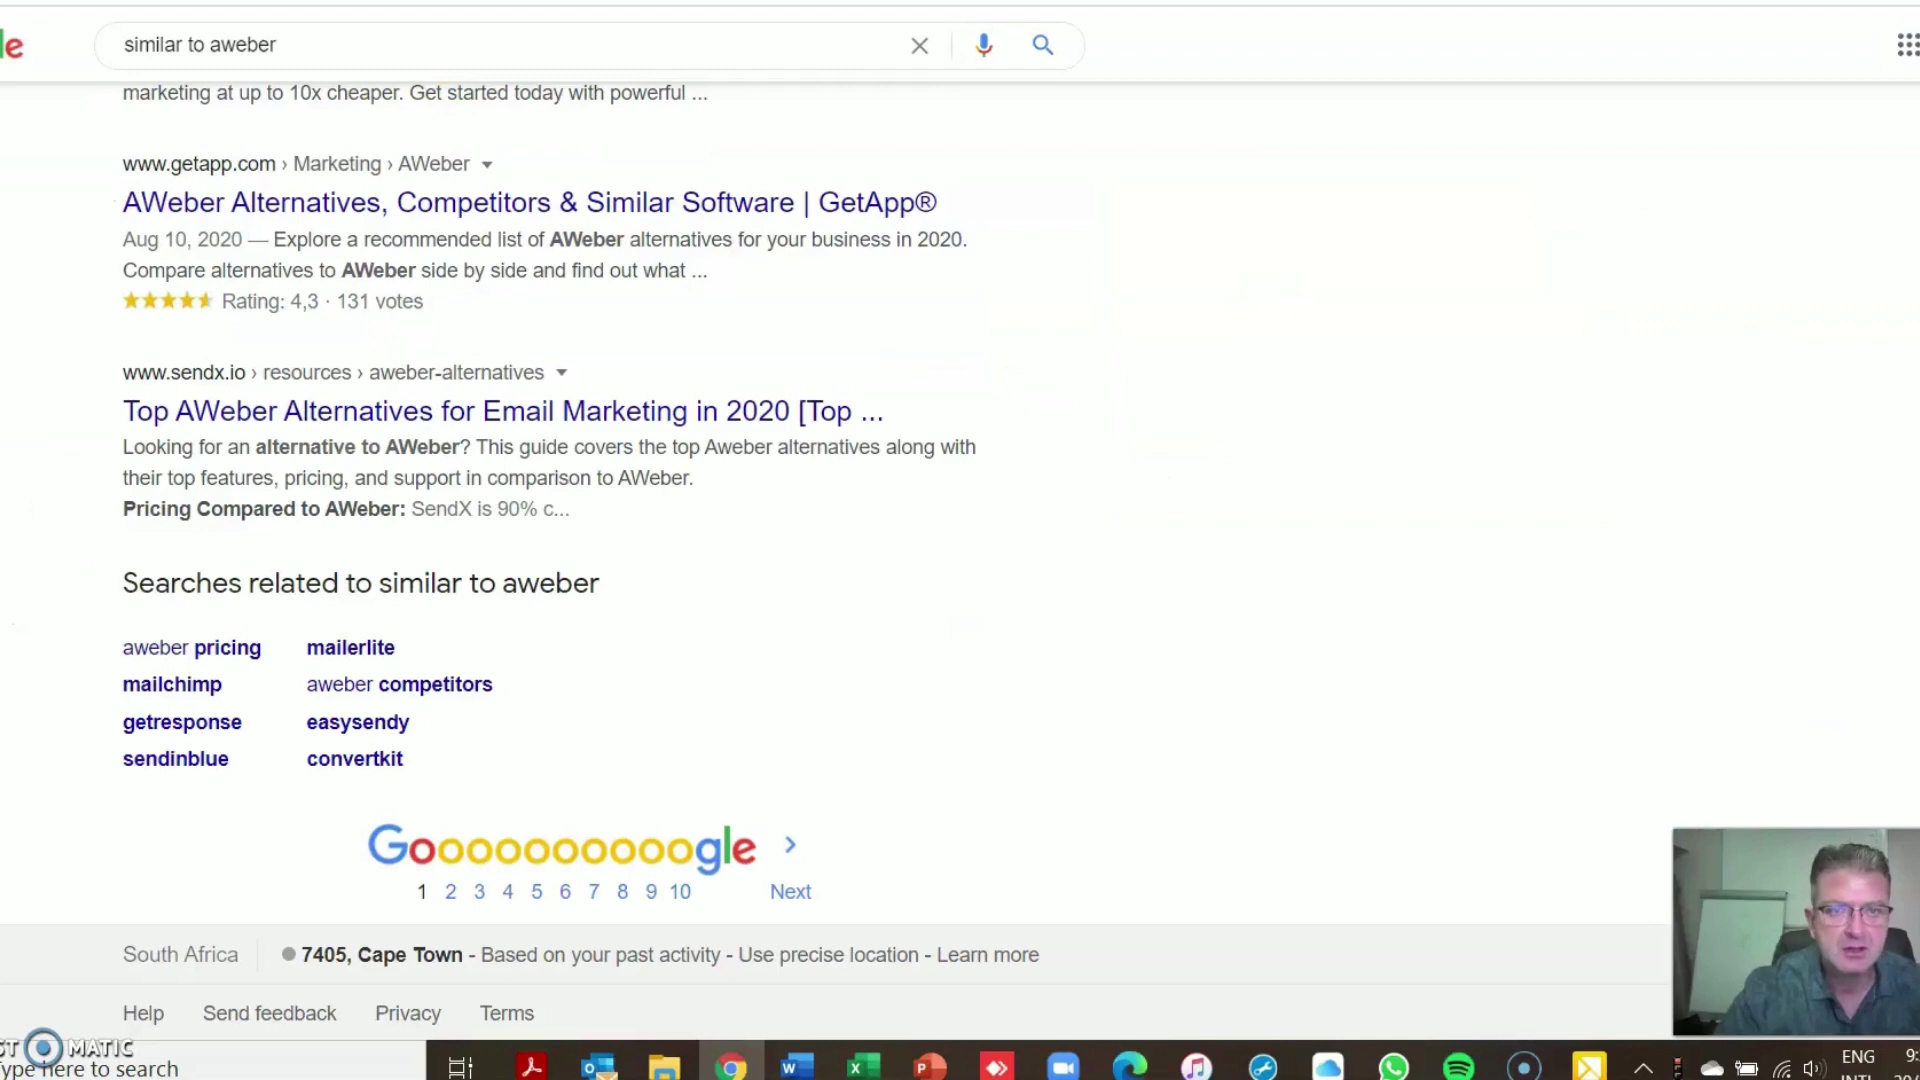 le
similar to aweber
marketing at up to 10x cheaper. Get started today with powerful ...
www.getapp.com › Marketing › AWeber
AWeber Alternatives, Competitors & Similar Software | GetApp®
Aug 10, 2020 — Explore a recommended list of AWeber alternatives for your business in 2020.
Compare alternatives to AWeber side by side and find out what ...
Rating: 4,3 · 131 votes
www.sendx.io › resources › aweber-alternatives
Top AWeber Alternatives for Email Marketing in 2020 [Top ...
Looking for an alternative to AWeber? This guide covers the top Aweber alternatives along with
their top features, pricing, and support in comparison to AWeber.
Pricing Compared to AWeber: SendX is 90% c...
Searches related to similar to aweber
aweber pricing mailerlite
mailchimp aweber competitors
getresponse easysendy
sendinblue convertkit
Goooooooooogle
1 2 3 4 5 6 7 8 9 10 Next
South Africa 7405, Cape Town - Based on your past activity - Use precise location - Learn more
Help Send feedback Privacy Terms
ST MATIC
ype here to search
ENG 9: